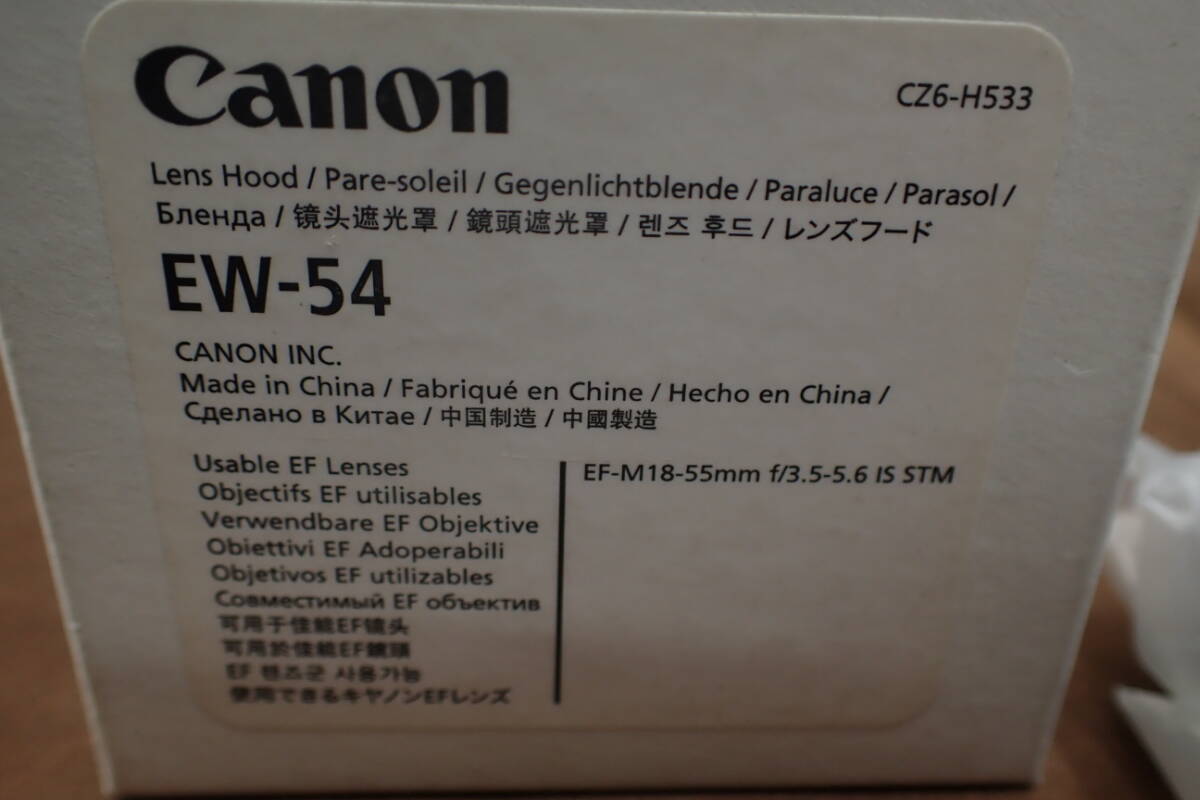 Canon
CZ6-H533
Lens Hood / Pare-soleil / Gegenlichtblende / Paraluce / Parasol /
Бленда / 镜头遮光罩 / 鏡頭遮光罩 / 렌즈 후드 / レンズフード
EW-54
CANON INC.
Made in China / Fabriqué en Chine / Hecho en China /
Сделано в Китае / 中国制造 / 中國製造
Usable EF Lenses
Objectifs EF utilisables
Verwendbare EF Objektive
Obiettivi EF Adoperabili
Objetivos EF utilizables
Совместимый EF объектив
可用于佳能EF镜头
可用於佳能EF鏡頭
EF 렌즈군 사용가능
使用できるキヤノンEFレンズ
EF-M18-55mm f/3.5-5.6 IS STM